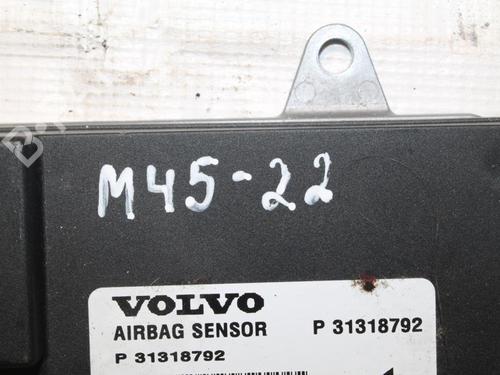 M45-22
VOLVO
AIRBAG SENSOR P 31318792
P 31318792